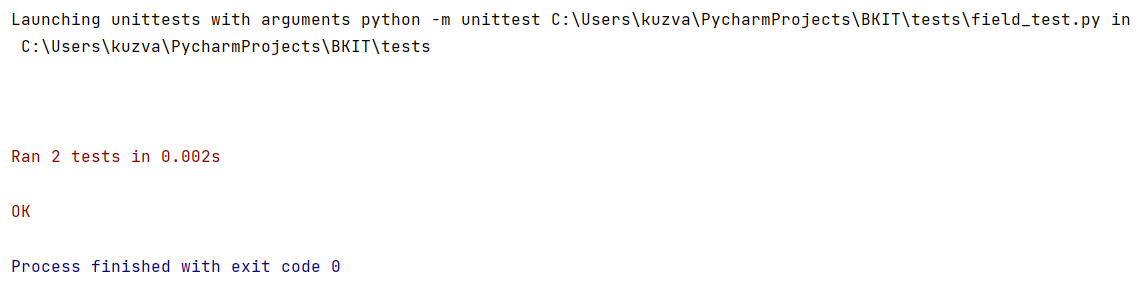 Launching unittests with arguments python -m unittest C:\Users\kuzva\PycharmProjects\BKIT\tests\field_test.py in
C:\Users\kuzva\PycharmProjects\BKIT\tests
Ran 2 tests in 0.002s
OK
Process finished with exit code 0